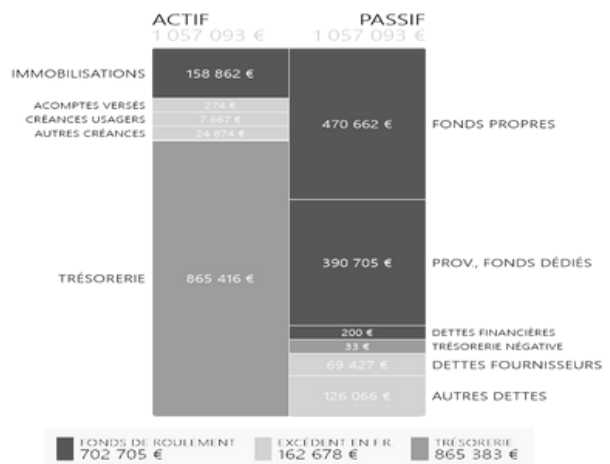 ACTIF PASSIF
1 057 093 € 1 057 093 €
IMMOBILISATIONS 158 862 €
ACOMPTES VERSÉS 274 €
CRÉANCES USAGERS 7 667 €
AUTRES CRÉANCES 24 874 €
470 662 € FONDS PROPRES
TRÉSORERIE 865 416 €
390 705 € PROV., FONDS DÉDIÉS
200 € DETTES FINANCIÈRES
33 € TRÉSORERIE NÉGATIVE
69 427 € DETTES FOURNISSEURS
126 066 € AUTRES DETTES
FONDS DE ROULEMENT EXCÉDENT EN F.R. TRÉSORERIE
702 705 € 162 678 € 865 383 €